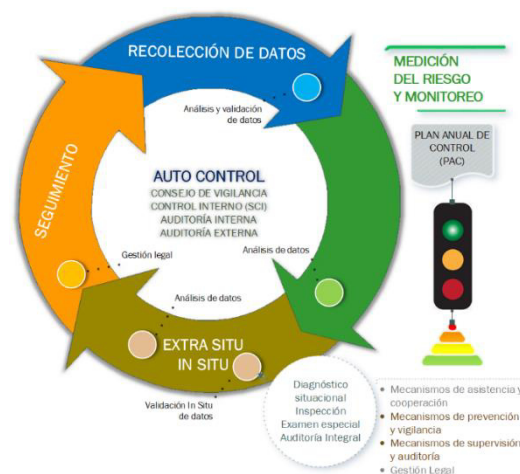 RECOLECCIÓN DE DATOS
MEDICIÓN
DEL RIESGO
Y MONITOREO
Análisis y validación
de datos
PLAN ANUAL DE
CONTROL
(PAC)
SEGUIMIENTO
AUTO CONTROL
CONSEJO DE VIGILANCIA
CONTROL INTERNO (SCI)
AUDITORÍA INTERNA
AUDITORÍA EXTERNA
Gestión legal
Análisis de datos
Análisis de datos
EXTRA SITU
IN SITU
Validación In Situ
de datos
Diagnóstico
situacional
Inspección
Examen especial
Auditoría Integral
• Mecanismos de asistencia y
cooperación
• Mecanismos de prevención
y vigilancia
• Mecanismos de supervisión
y auditoría
• Gestión Legal